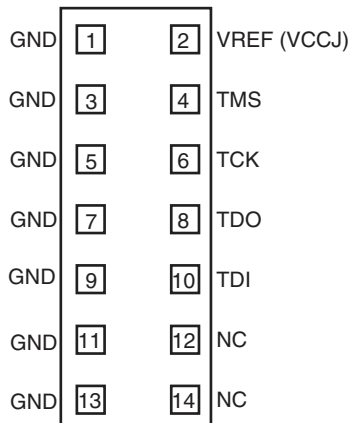 GND 1 2 VREF (VCCJ)
GND 3 4 TMS
GND 5 6 TCK
GND 7 8 TDO
GND 9 10 TDI
GND 11 12 NC
GND 13 14 NC